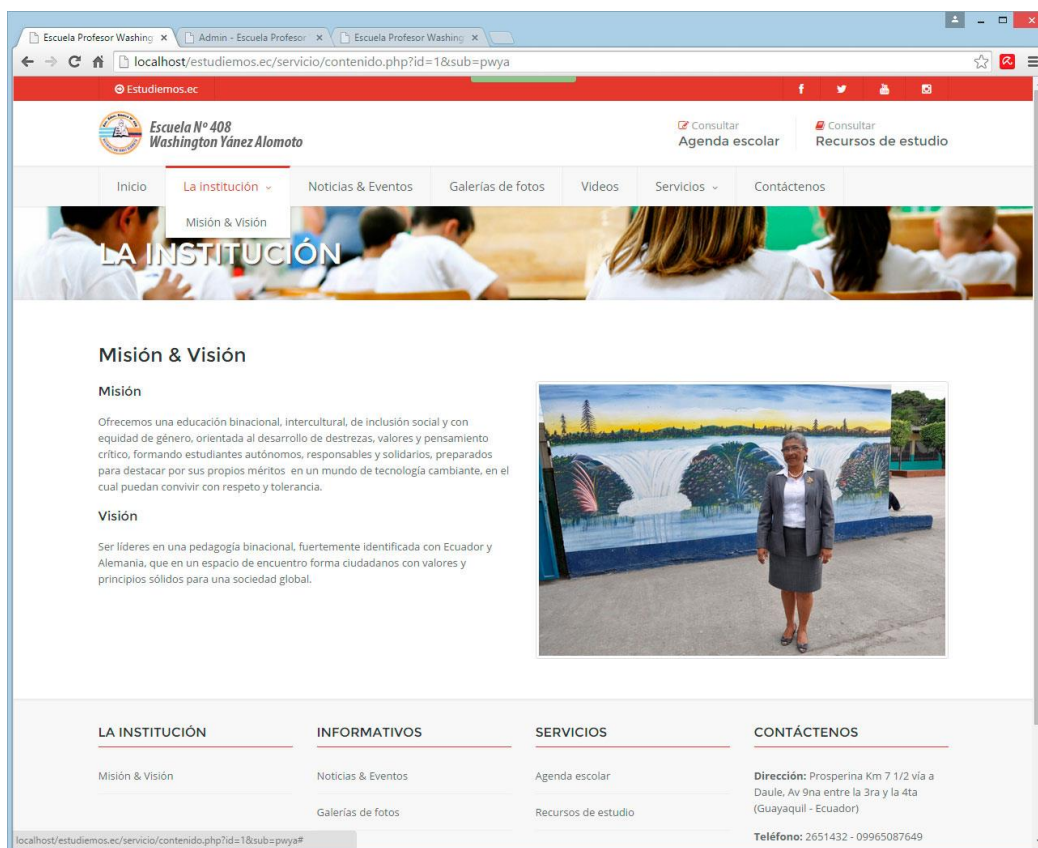 Escuela Profesor Washing
Admin - Escuela Profesor
Escuela Profesor Washing
localhost/estudiemos.ec/servicio/contenido.php?id=1&sub=pwya
Estudiemos.ec
Escuela Nº 408
Washington Yánez Alomoto
Consultar
Agenda escolar
Consultar
Recursos de estudio
Inicio
La institución
Noticias & Eventos
Galerías de fotos
Videos
Servicios
Contáctenos
Misión & Visión
LA INSTITUCIÓN
Misión & Visión
Misión
Ofrecemos una educación binacional, intercultural, de inclusión social y con
equidad de género, orientada al desarrollo de destrezas, valores y pensamiento
crítico, formando estudiantes autónomos, responsables y solidarios, preparados
para destacar por sus propios méritos en un mundo de tecnología cambiante, en el
cual puedan convivir con respeto y tolerancia.
Visión
Ser líderes en una pedagogía binacional, fuertemente identificada con Ecuador y
Alemania, que en un espacio de encuentro forma ciudadanos con valores y
principios sólidos para una sociedad global.
LA INSTITUCIÓN
Misión & Visión
INFORMATIVOS
Noticias & Eventos
Galerías de fotos
SERVICIOS
Agenda escolar
Recursos de estudio
CONTÁCTENOS
Dirección: Prosperina Km 7 1/2 vía a
Daule, Av 9na entre la 3ra y la 4ta
(Guayaquil - Ecuador)
Teléfono: 2651432 - 09965087649
localhost/estudiemos.ec/servicio/contenido.php?id=1&sub=pwya#